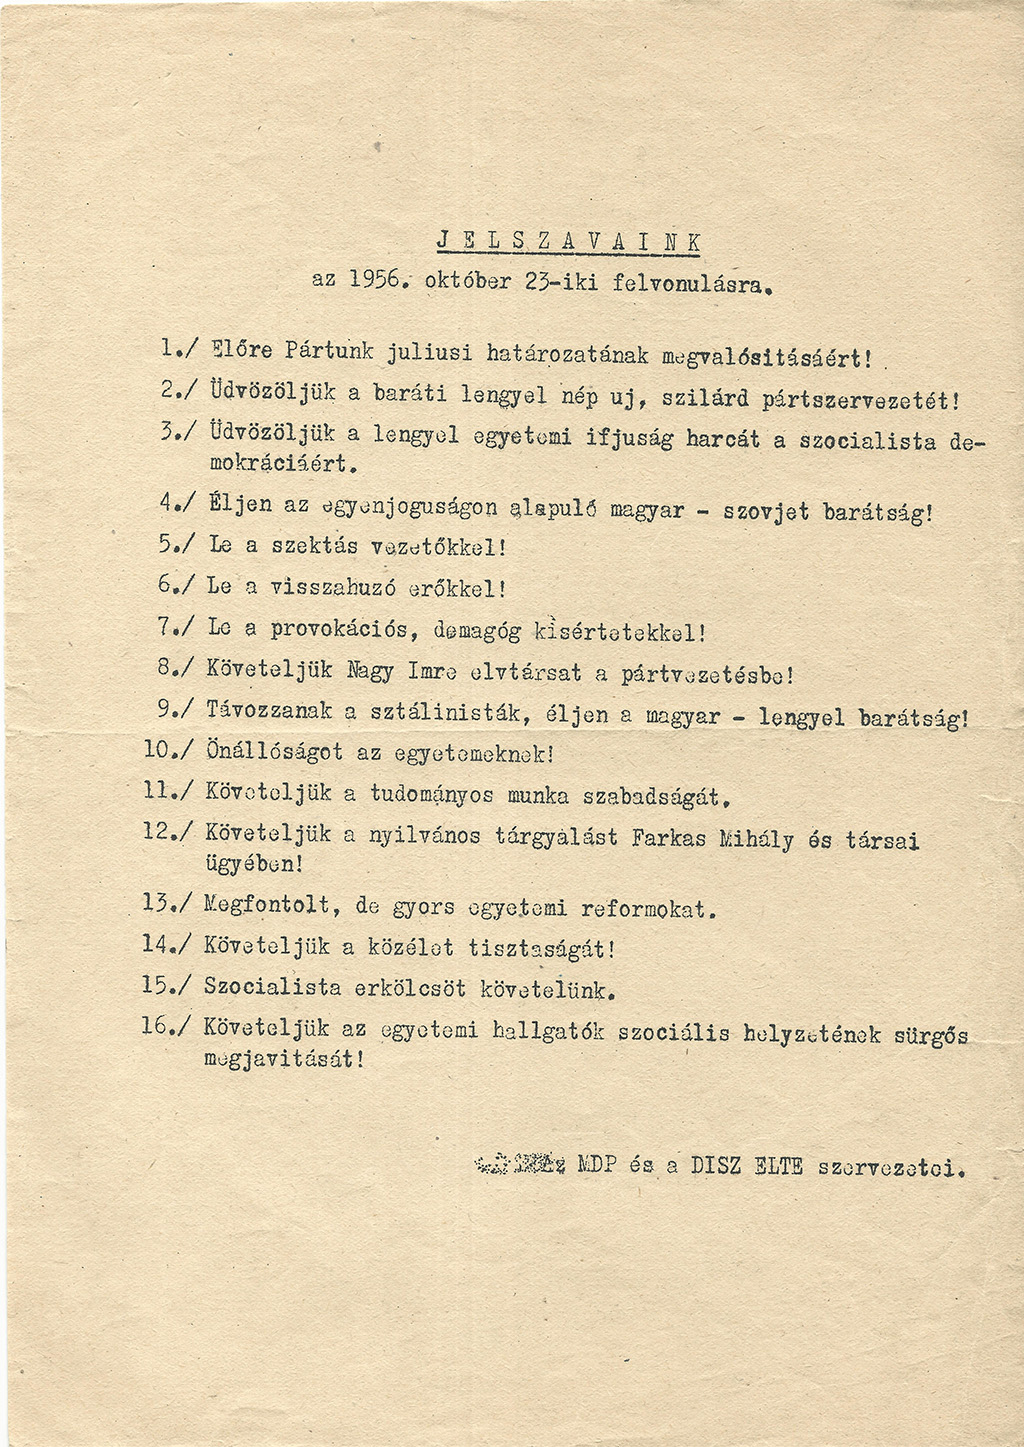 JELSZAVAINK
az 1956. október 23-iki felvonulásra.
1./ Előre Pártunk juliusi határozatának megvalósitásáért!
2./ Üdvözöljük a baráti lengyel nép uj, szilárd pártszervezetét!
3./ Üdvözöljük a lengyel egyetemi ifjuság harcát a szocialista de-
mokráciáért.
4./ Éljen az egyenjoguságon alapuló magyar - szovjet barátság!
5./ Le a szektás vezetőkkel!
6./ Le a visszahuzó erőkkel!
7./ Le a provokációs, demagóg kisértetekkel!
8./ Követeljük Nagy Imre elvtársat a pártvezetésbe!
9./ Távozzanak a sztálinisták, éljen a magyar - lengyel barátság!
10./ Önállóságot az egyetemeknek!
11./ Követeljük a tudományos munka szabadságát.
12./ Követeljük a nyilvános tárgyalást Farkas Mihály és társai
ügyében!
13./ Megfontolt, de gyors egyetemi reformokat.
14./ Követeljük a közélet tisztaságát!
15./ Szocialista erkölcsöt követelünk.
16./ Követeljük az egyetemi hallgatók szociális helyzetének sürgős
megjavitását!
MDP és a DISZ ELTE szervezetei.